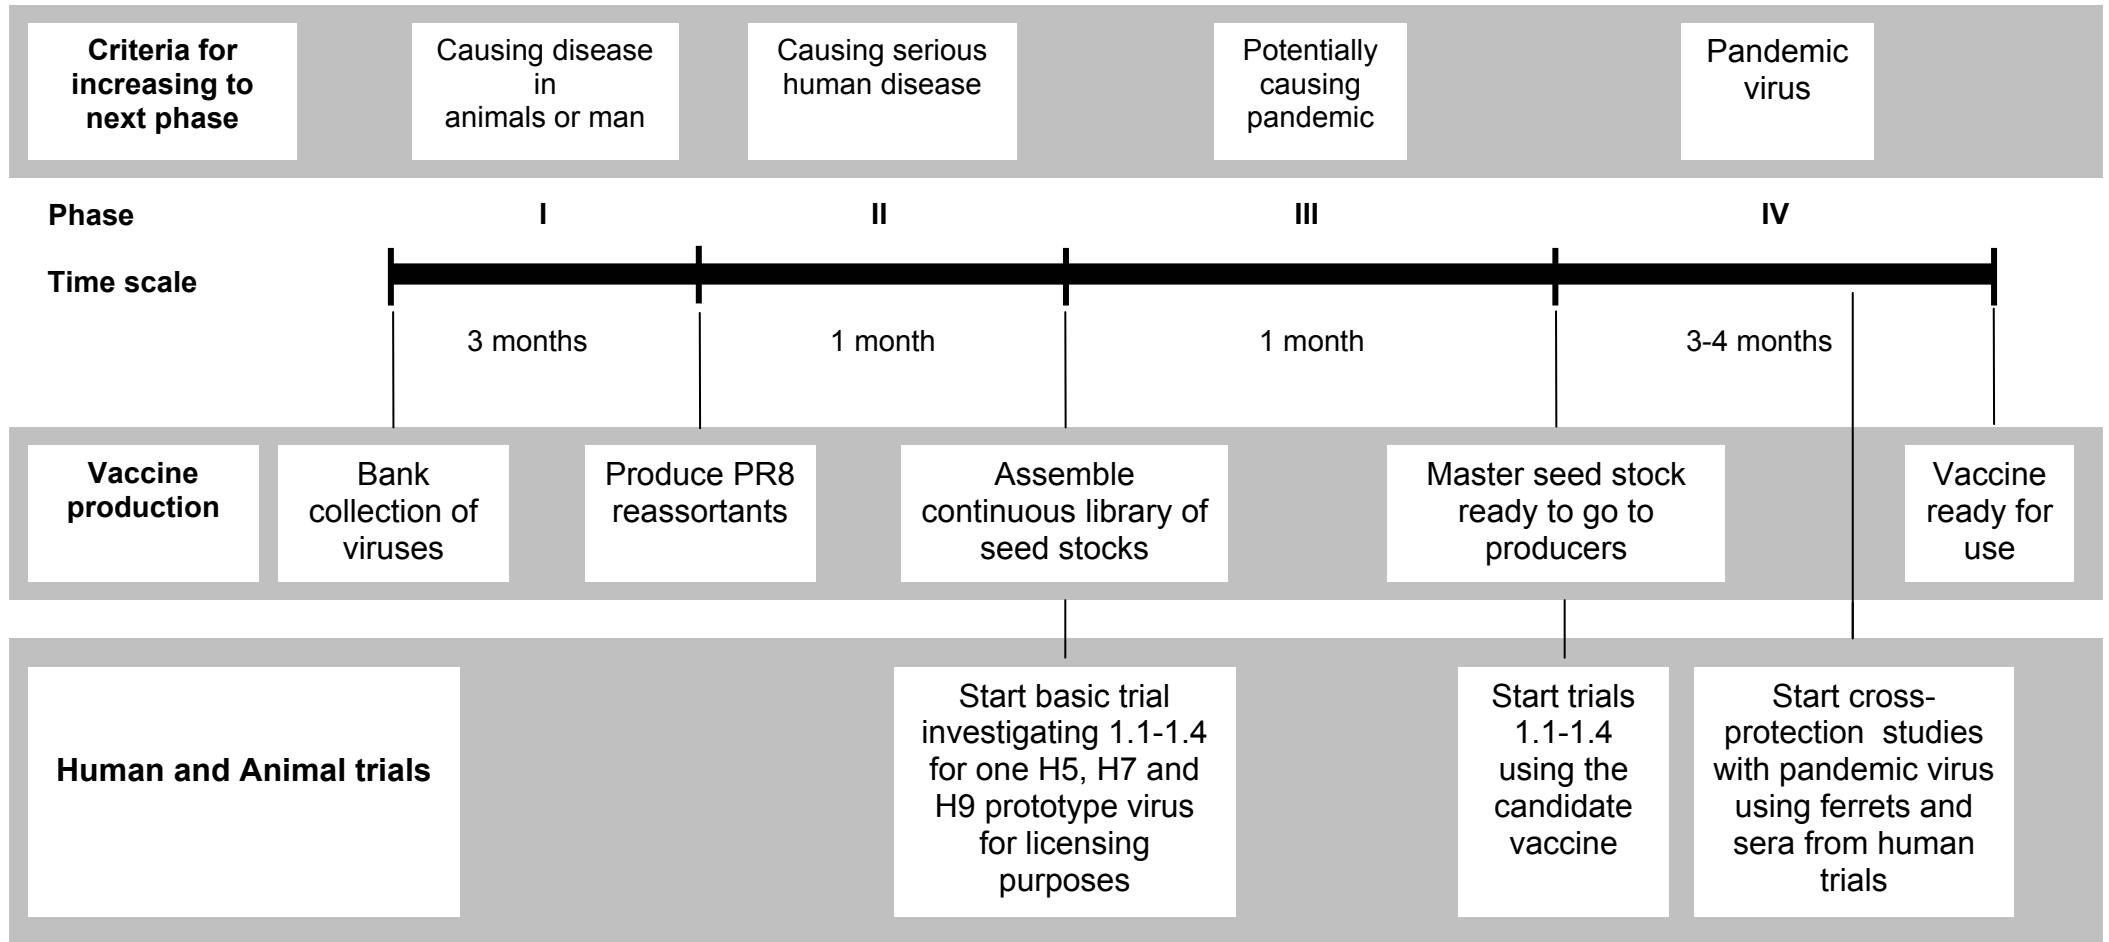 Criteria for
increasing to
next phase
Causing disease
in
animals or man
Causing serious
human disease
Potentially
causing
pandemic
Pandemic
virus
Phase
I
II
III
IV
Time scale
3 months
1 month
1 month
3-4 months
Vaccine
production
Bank
collection of
viruses
Produce PR8
reassortants
Assemble
continuous library of
seed stocks
Master seed stock
ready to go to
producers
Vaccine
ready for
use
Human and Animal trials
Start basic trial
investigating 1.1-1.4
for one H5, H7 and
H9 prototype virus
for licensing
purposes
Start trials
1.1-1.4
using the
candidate
vaccine
Start cross-
protection studies
with pandemic virus
using ferrets and
sera from human
trials